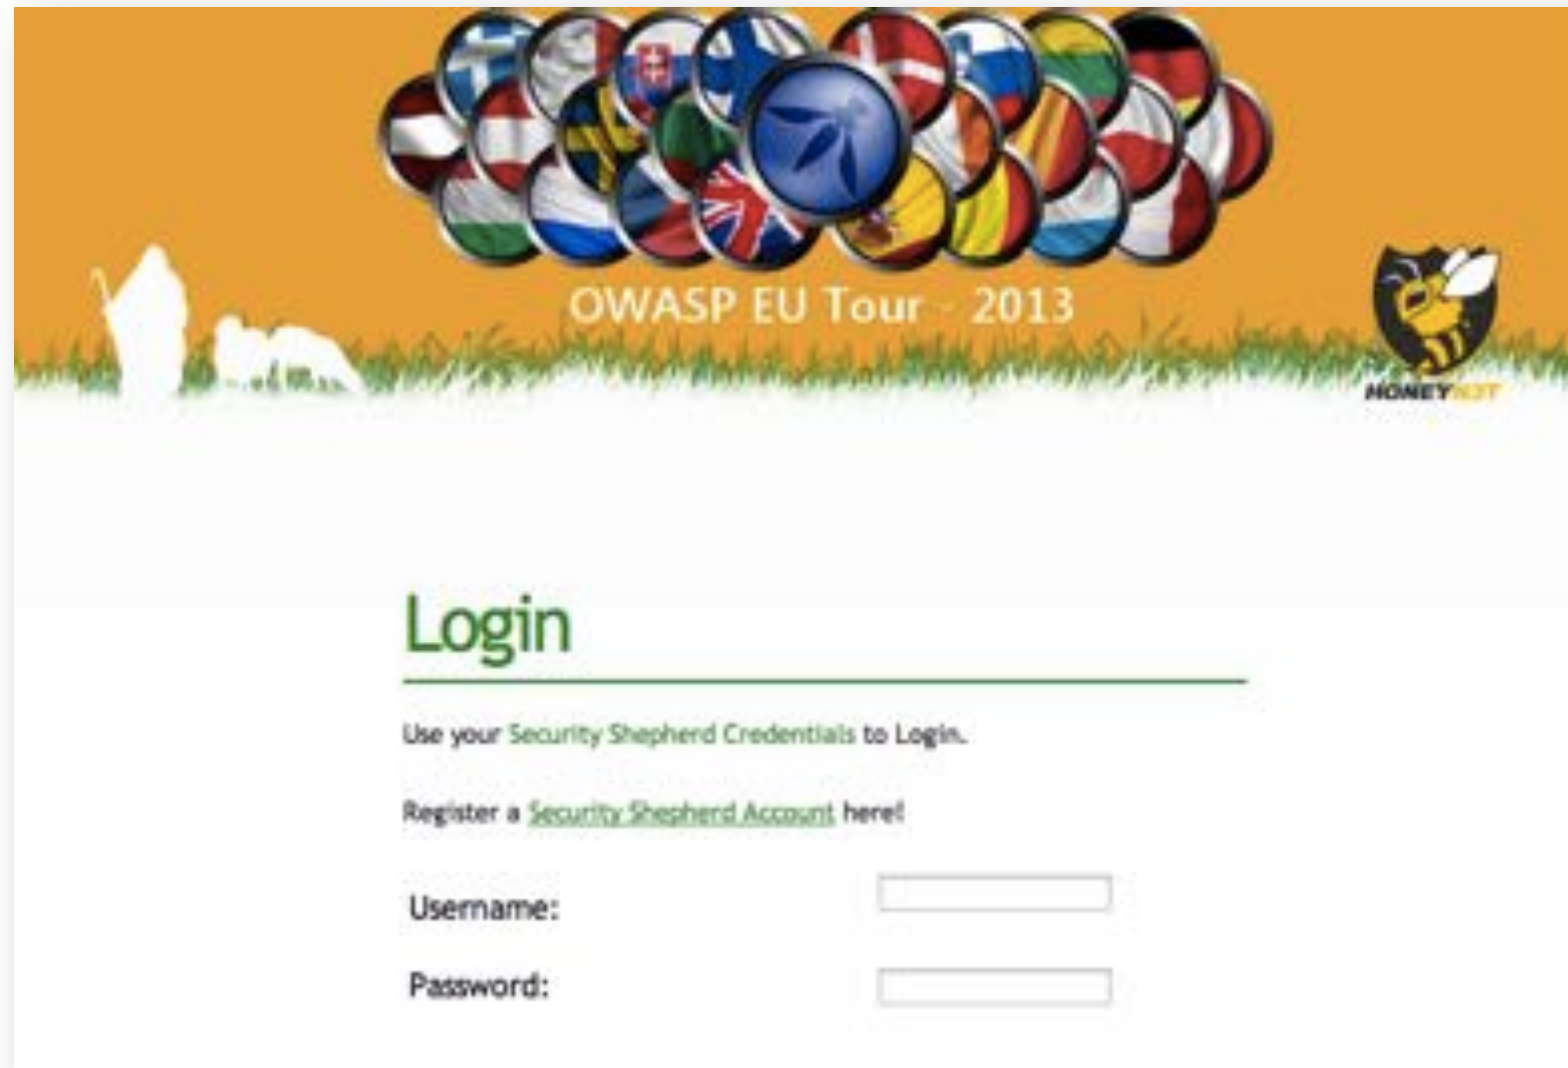 OWASP EU Tour - 2013
HONEYN3T
Login
Use your Security Shepherd Credentials to Login.
Register a Security Shepherd Account here!
Username:
Password: